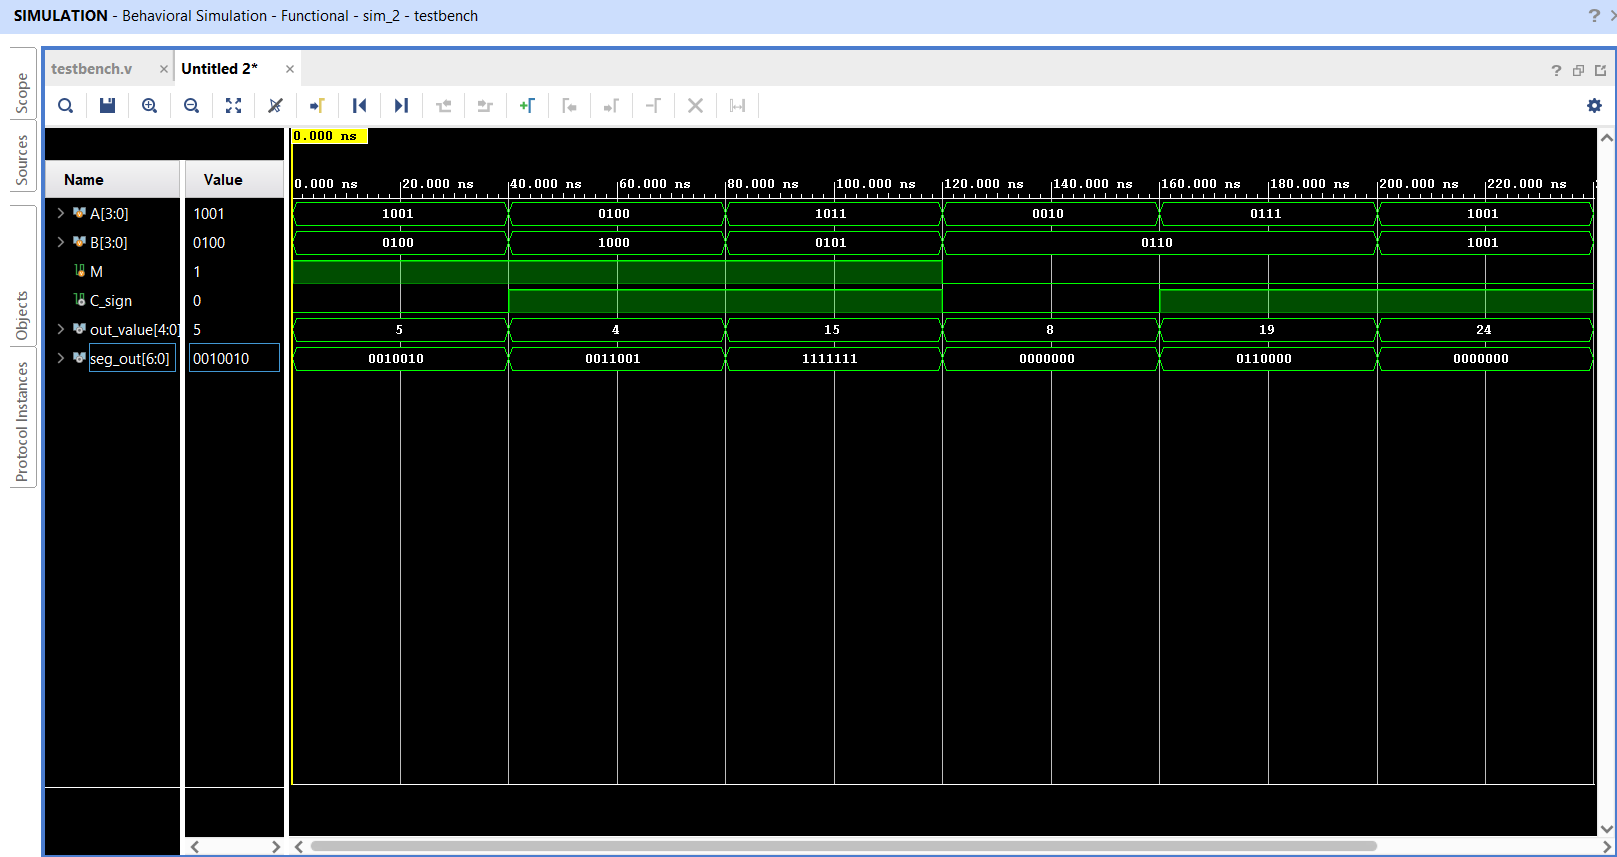 SIMULATION - Behavioral Simulation - Functional - sim_2 - testbench
?
Scope
Sources
Objects
Protocol Instances
testbench.v
Untitled 2*
?
0.000 ns
Name Value
0.000 ns 20.000 ns 40.000 ns 60.000 ns 80.000 ns 100.000 ns 120.000 ns 140.000 ns 160.000 ns 180.000 ns 200.000 ns 220.000 ns
A[3:0] 1001 1001 0100 1011 0010 0111 1001
B[3:0] 0100 0100 1000 0101 0110 1001
M 1
C_sign 0
out_value[4:0] 5 5 4 15 8 19 24
seg_out[6:0] 0010010 0010010 0011001 1111111 0000000 0110000 0000000